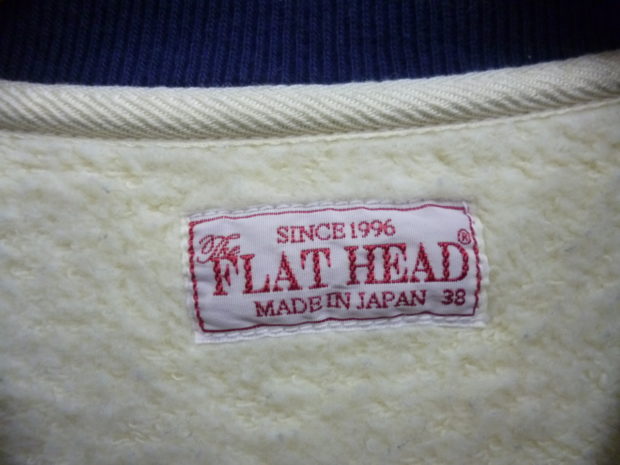 SINCE 1996
The FLAT HEAD®
MADE IN JAPAN 38